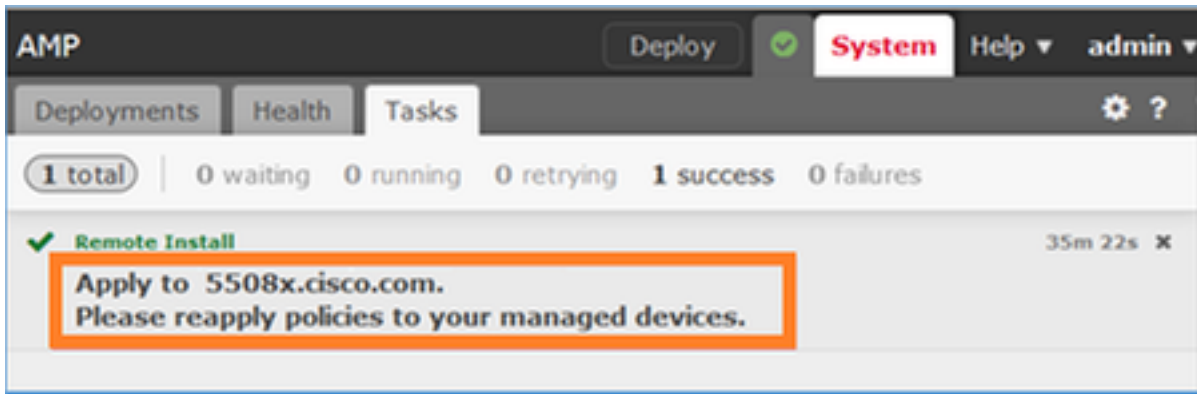 AMP Deploy System Help admin
Deployments Health Tasks ?
1 total 0 waiting 0 running 0 retrying 1 success 0 failures
Remote Install 35m 22s
Apply to 5508x.cisco.com.
Please reapply policies to your managed devices.